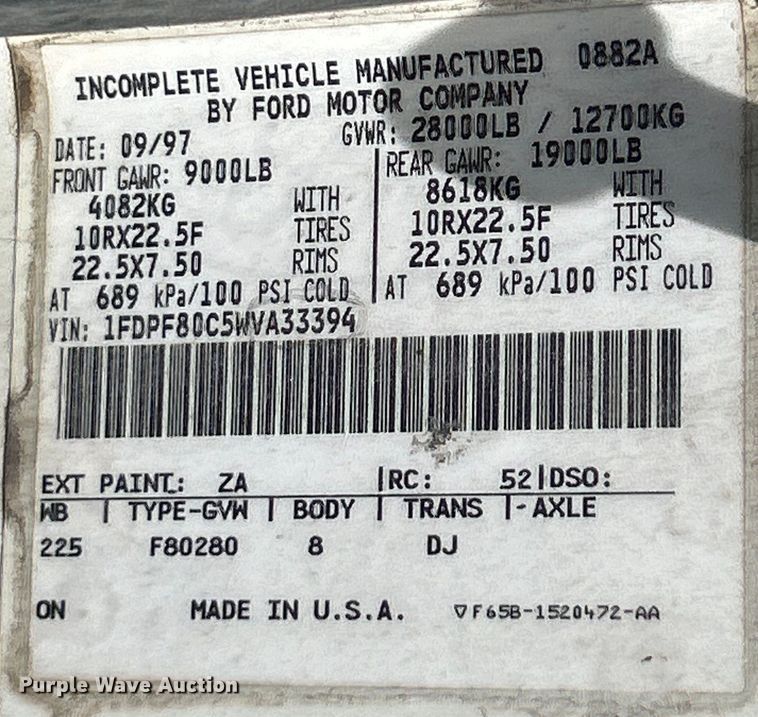 INCOMPLETE VEHICLE MANUFACTURED 0882A
BY FORD MOTOR COMPANY
DATE: 09/97 GVWR: 28000LB / 12700KG
FRONT GAWR: 9000LB REAR GAWR: 19000LB
4082KG WITH 8618KG WITH
10RX22.5F TIRES 10RX22.5F TIRES
22.5X7.50 RIMS 22.5X7.50 RIMS
AT 689 kPa/100 PSI COLD AT 689 kPa/100 PSI COLD
VIN: 1FDPF80C5WVA33394
EXT PAINT: ZA |RC: 52|DSO:
WB | TYPE-GVW | BODY | TRANS |-AXLE
225 F80280 8 DJ
ON MADE IN U.S.A. ▽F65B-1520472-AA
Purple Wave Auction